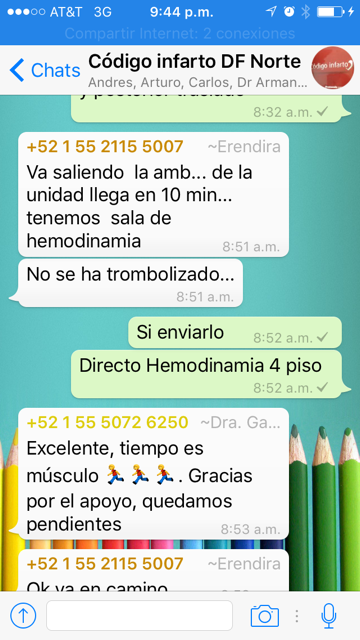 AT&T 3G 9:44 p.m.
Compartir Internet: 2 conexiones
Chats Código infarto DF Norte
Andres, Arturo, Carlos, Dr Arman...
ódigo infarto
y posterior traslado
8:32 a.m.
+52 1 55 2115 5007 ~Erendira
Va saliendo la amb... de la
unidad llega en 10 min...
tenemos sala de
hemodinamia
8:51 a.m.
No se ha trombolizado...
8:51 a.m.
Si enviarlo 8:52 a.m.
Directo Hemodinamia 4 piso
8:52 a.m.
+52 1 55 5072 6250 ~Dra. Ga...
Excelente, tiempo es
músculo 🏃🏃🏃. Gracias
por el apoyo, quedamos
pendientes
8:53 a.m.
+52 1 55 2115 5007 ~Erendira
Ok va en camino